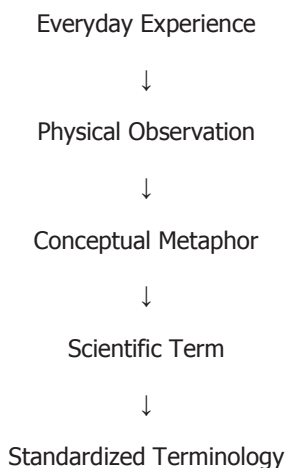 Everyday Experience
↓
Physical Observation
↓
Conceptual Metaphor
↓
Scientific Term
↓
Standardized Terminology